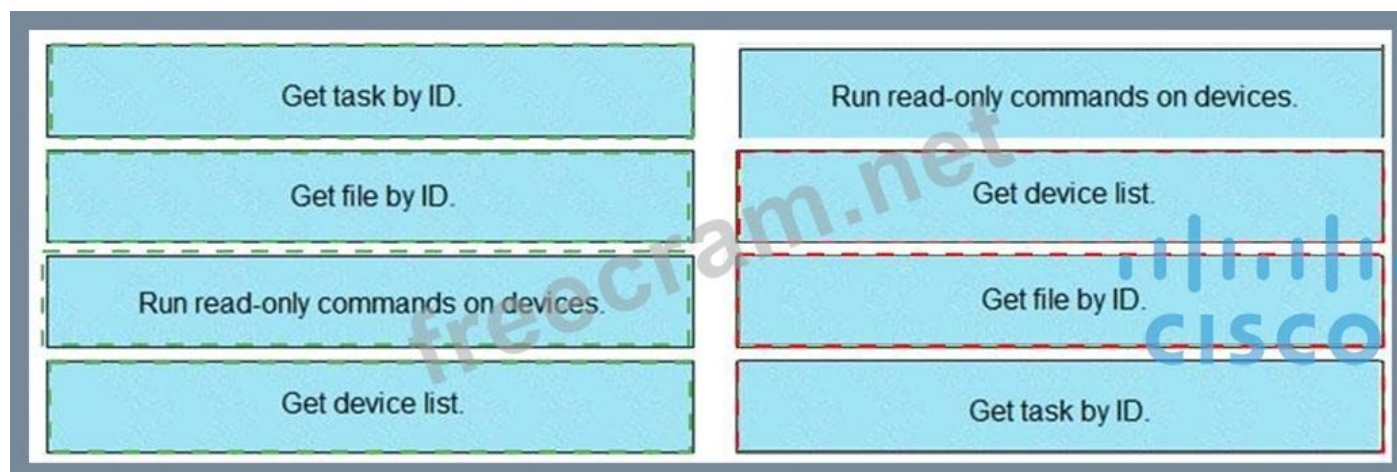 Get task by ID.
Run read-only commands on devices.
Get file by ID.
Get device list.
Run read-only commands on devices.
Get file by ID.
Get device list.
Get task by ID.
freecram.net
CISCO